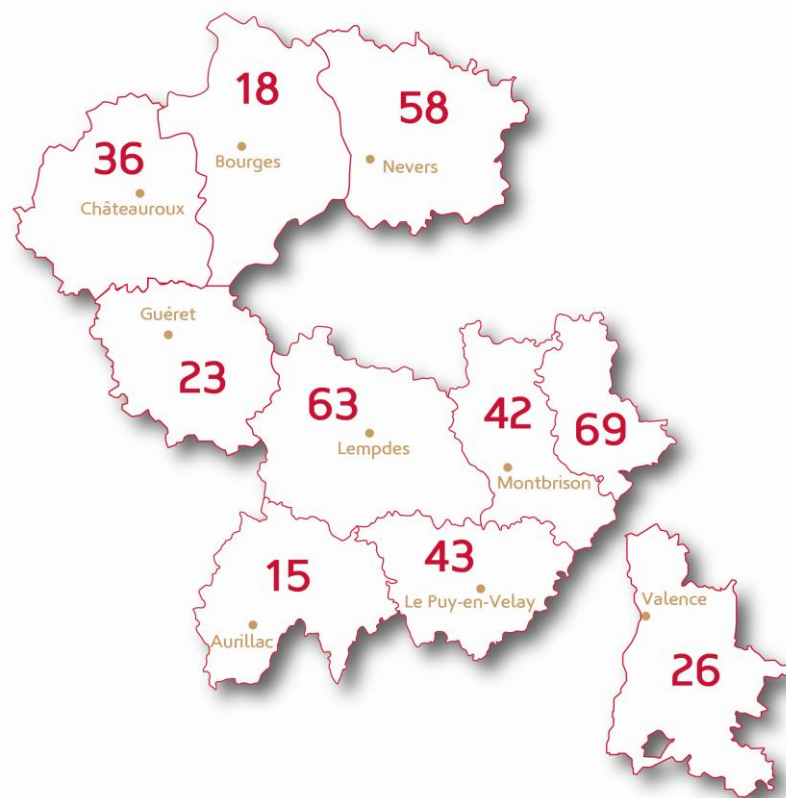 18
58
36
Bourges
Nevers
Châteauroux
Guéret
23
63
42
69
Lempdes
Montbrison
15
43
Le Puy-en-Velay
Valence
Aurillac
26